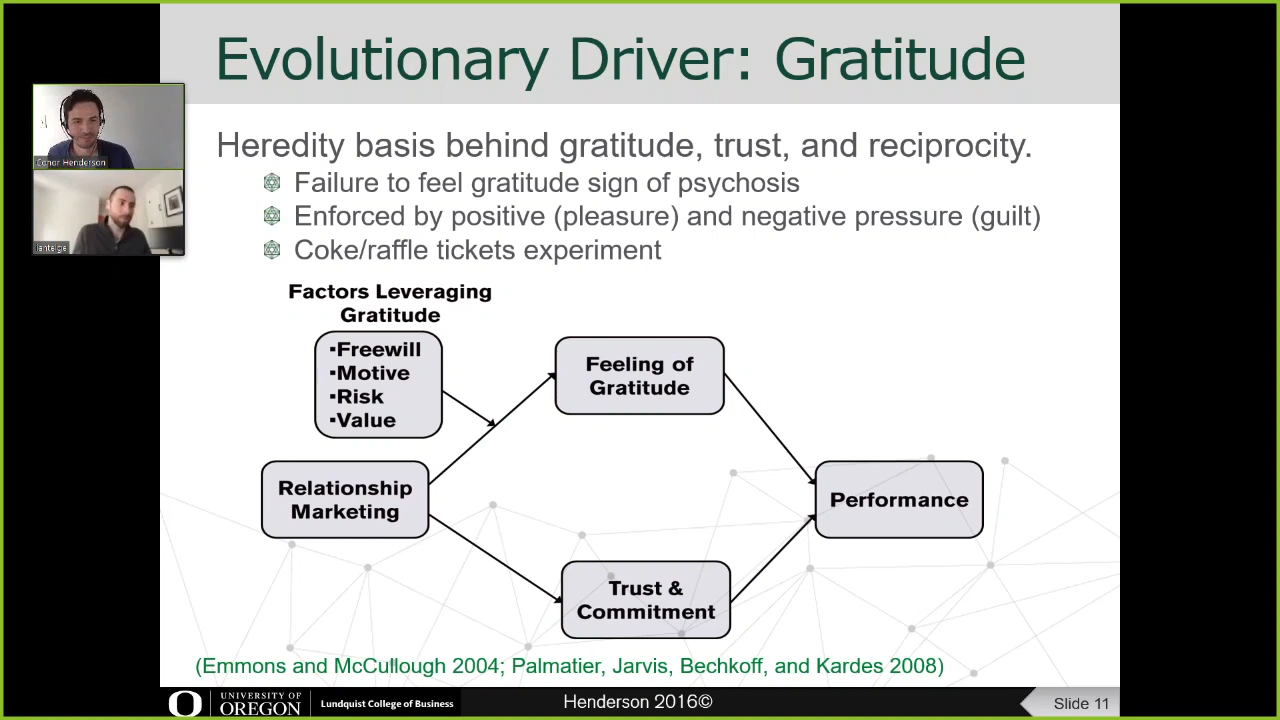 Evolutionary Driver: Gratitude
Conor Henderson
Heredity basis behind gratitude, trust, and reciprocity.
Failure to feel gratitude sign of psychosis
Enforced by positive (pleasure) and negative pressure (guilt)
Coke/raffle tickets experiment
Factors Leveraging
Gratitude
▪Freewill
▪Motive
▪Risk
▪Value
Feeling of
Gratitude
Relationship
Marketing
Performance
Trust &
Commitment
(Emmons and McCullough 2004; Palmatier, Jarvis, Bechkoff, and Kardes 2008)
O
UNIVERSITY OF
OREGON
Lundquist College of Business
Henderson 2016©
Slide 11